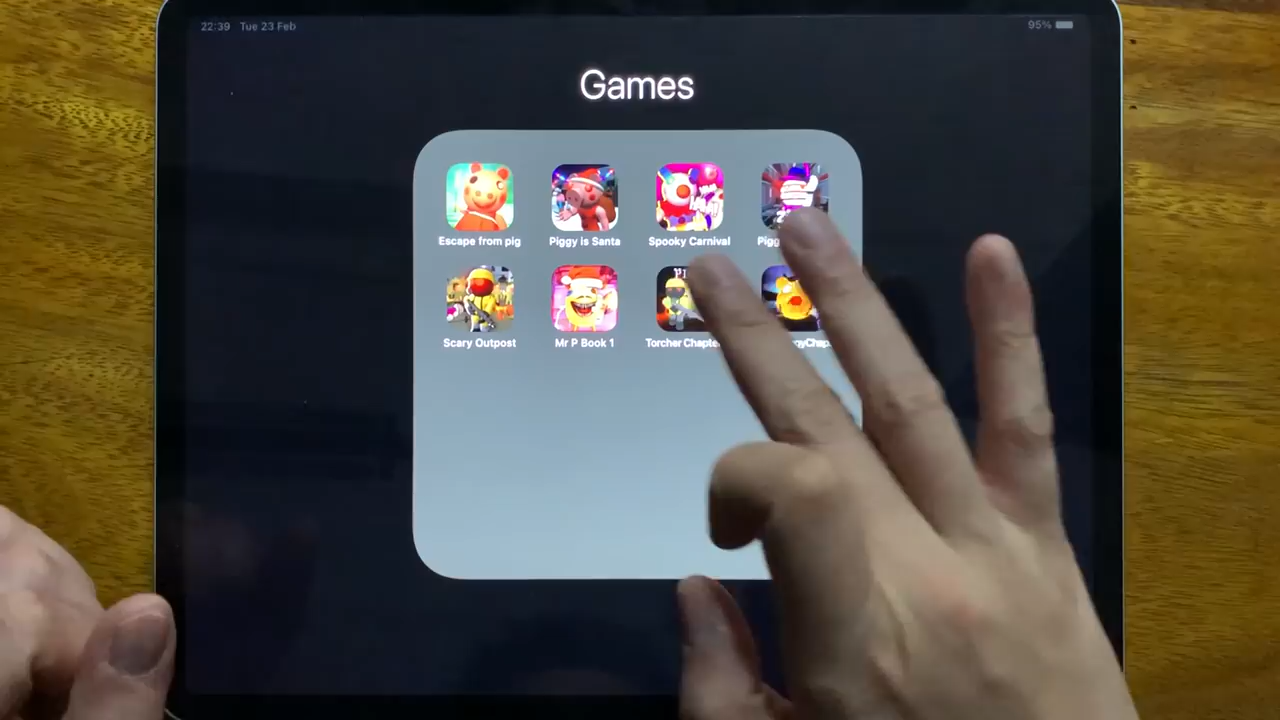 22:39 Tue 23 Feb
95%
Games
Escape from pig
Piggy is Santa
Spooky Carnival
Scary Outpost
Mr P Book 1
Torcher